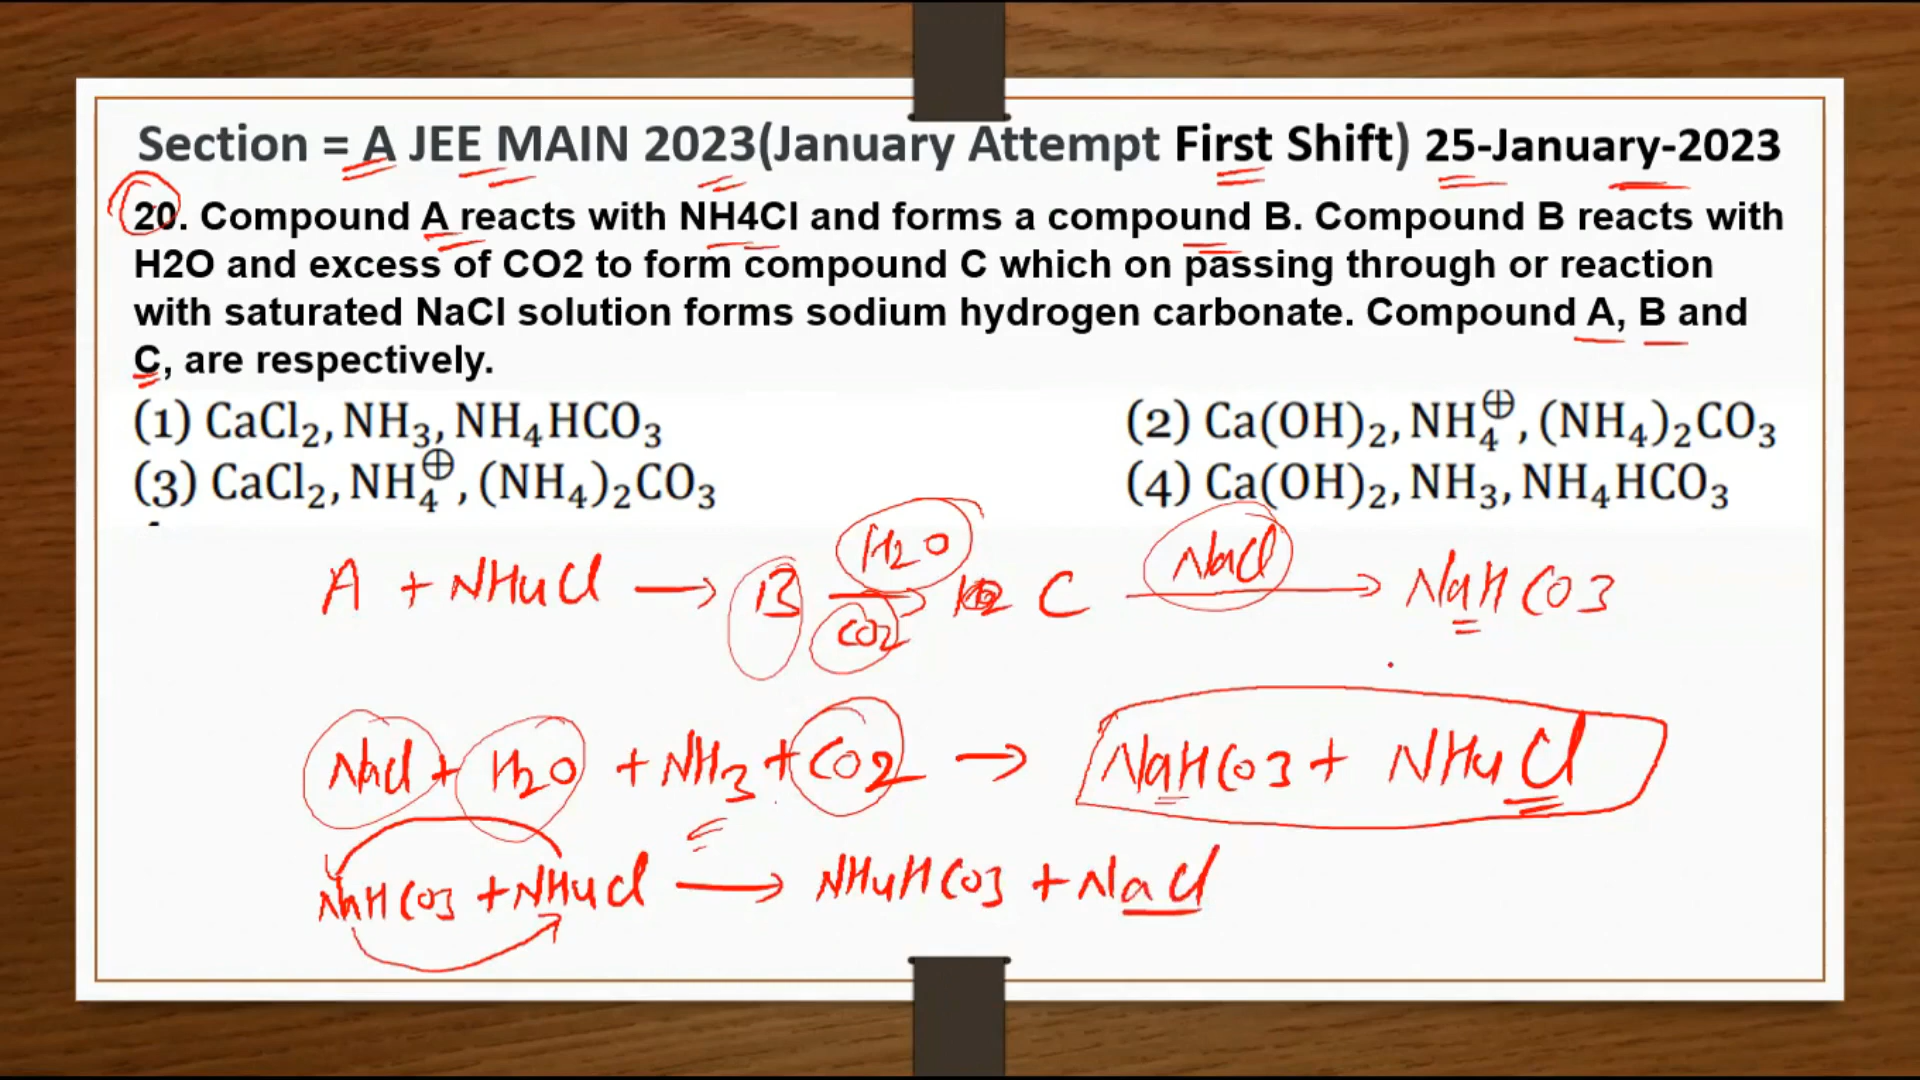 Section = A JEE MAIN 2023(January Attempt First Shift) 25-January-2023
20. Compound A reacts with NH4Cl and forms a compound B. Compound B reacts with
H2O and excess of CO2 to form compound C which on passing through or reaction
with saturated NaCl solution forms sodium hydrogen carbonate. Compound A, B and
C, are respectively.
(1) CaCl₂, NH₃, NH₄HCO₃ (2) Ca(OH)₂, NH₄⊕, (NH₄)₂CO₃
(3) CaCl₂, NH₄⊕, (NH₄)₂CO₃ (4) Ca(OH)₂, NH₃, NH₄HCO₃
A + NH4Cl → B H2O → CO2 C NaCl → NaHCO3
NaCl + H2O + NH3 + CO2 → NaHCO3 + NH4Cl
NaHCO3 + NH4Cl → NH4HCO3 + NaCl